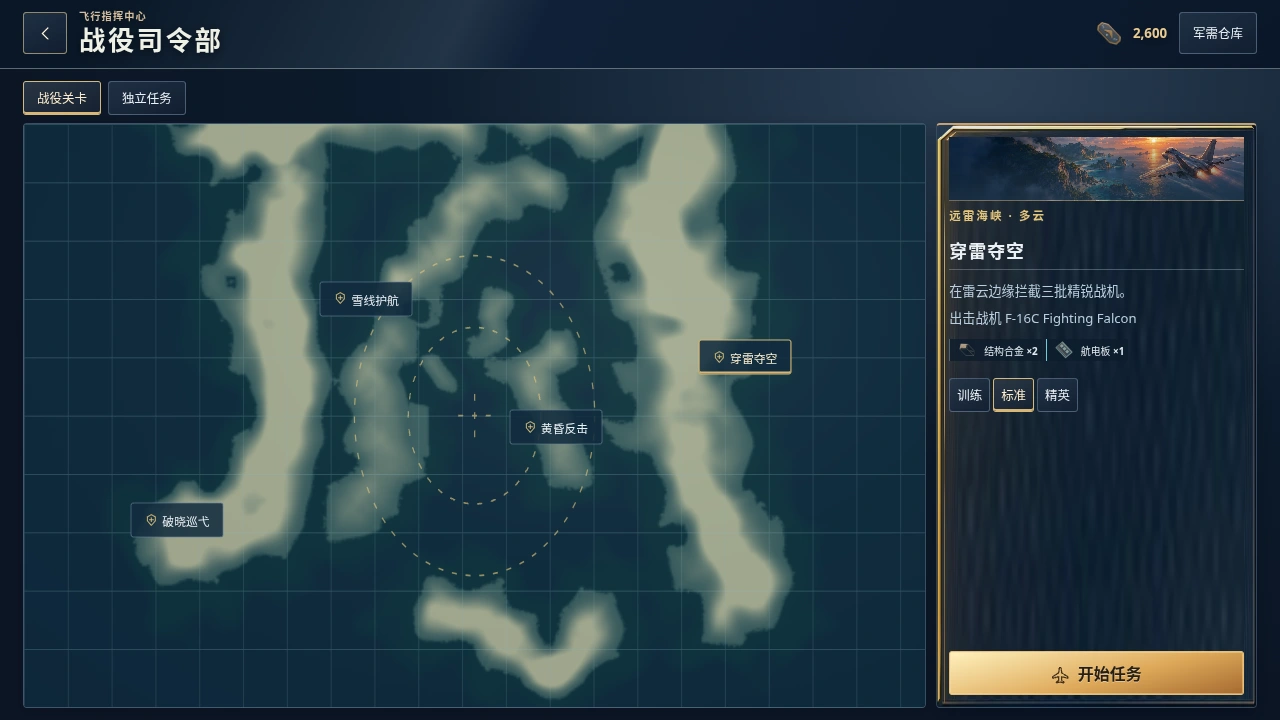 飞行指挥中心
战役司令部
2,600
军需仓库
战役关卡
独立任务
雪线护航
穿雷夺空
黄昏反击
破晓巡弋
远雷海峡 · 多云
穿雷夺空
在雷云边缘拦截三批精锐战机。
出击战机 F-16C Fighting Falcon
结构合金 ×2
航电板 ×1
训练
标准
精英
开始任务